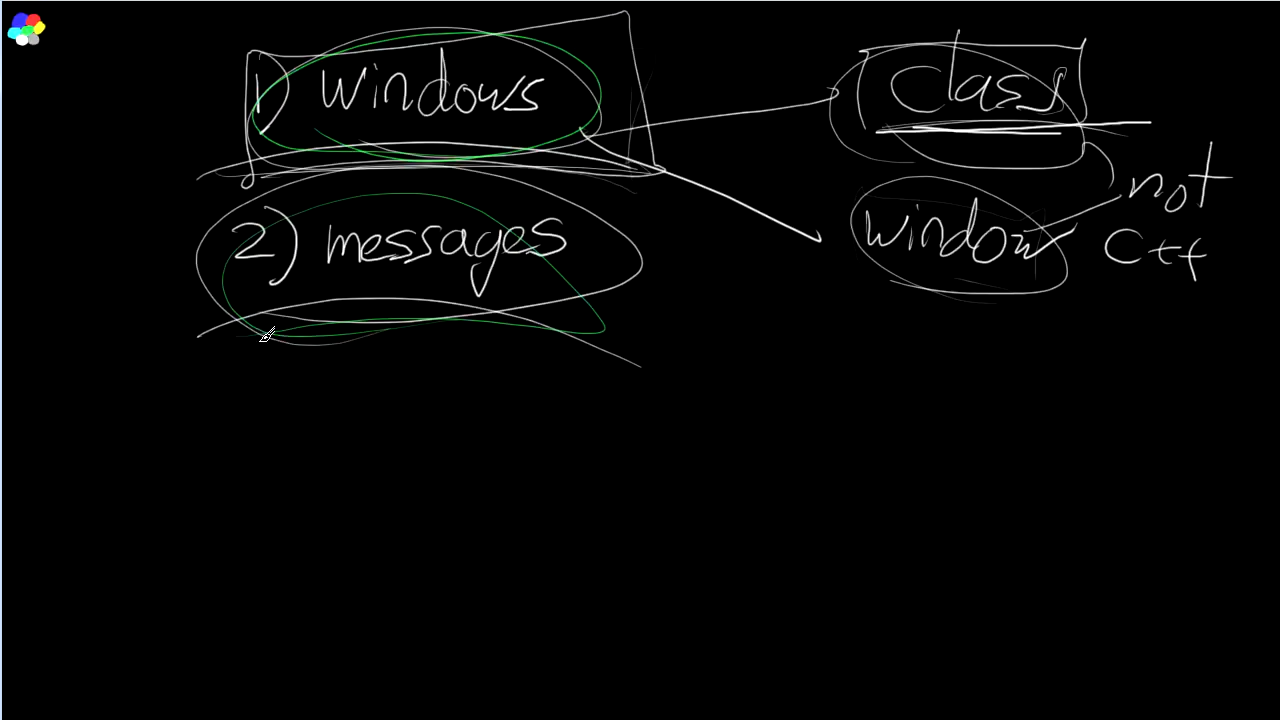 1) windows
class
not
2) messages
window
C++